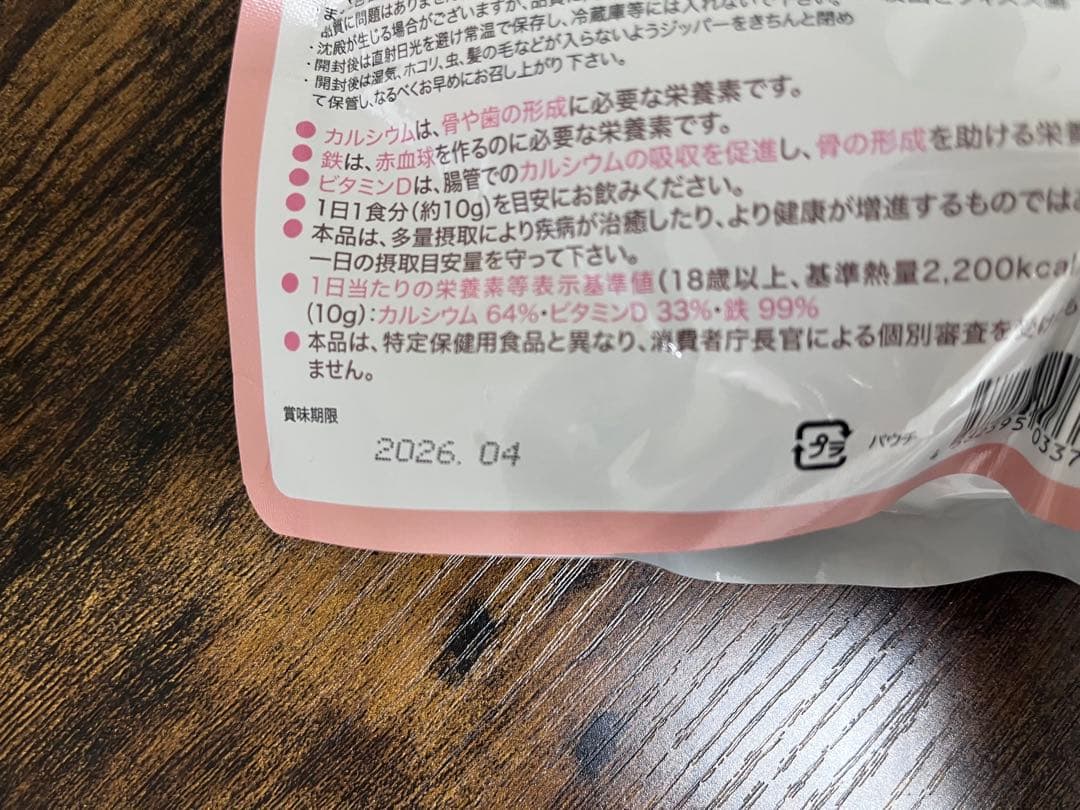 品質に問題はありません
・沈殿が生じる場合がございますが、品質に
・開封後は直射日光を避け常温で保存し、冷蔵庫等には入れないで下さい。
・開封後は湿気、ホコリ、虫、髪の毛などが入らないようジッパーをきちんと閉め
て保管し、なるべくお早めにお召し上がり下さい。
● カルシウムは、骨や歯の形成に必要な栄養素です。
● 鉄は、赤血球を作るのに必要な栄養素です。
● ビタミンDは、腸管でのカルシウムの吸収を促進し、骨の形成を助ける栄養
● 1日1食分(約10g)を目安にお飲みください。
● 本品は、多量摂取により疾病が治癒したり、より健康が増進するものではあ
一日の摂取目安量を守って下さい。
● 1日当たりの栄養素等表示基準値(18歳以上、基準熱量2,200kcal
(10g):カルシウム 64%・ビタミンD 33%・鉄 99%
● 本品は、特定保健用食品と異なり、消費者庁長官による個別審査を受け
ません。
賞味期限
2026. 04
プラ
パウチ
395 0337